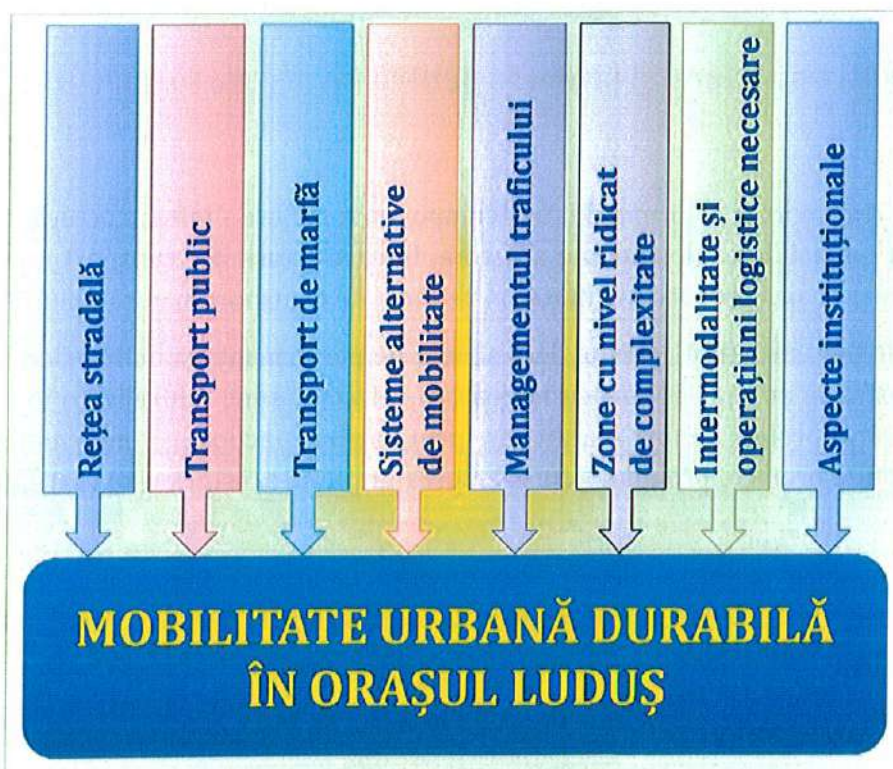 Rețea stradală
Transport public
Transport de marfă
Sisteme alternative
de mobilitate
Managementul traficului
Zone cu nivel ridicat
de complexitate
Intermodalitate și
operațiuni logistice necesare
Aspecte instituționale
MOBILITATE URBANĂ DURABILĂ
ÎN ORAȘUL LUDUȘ